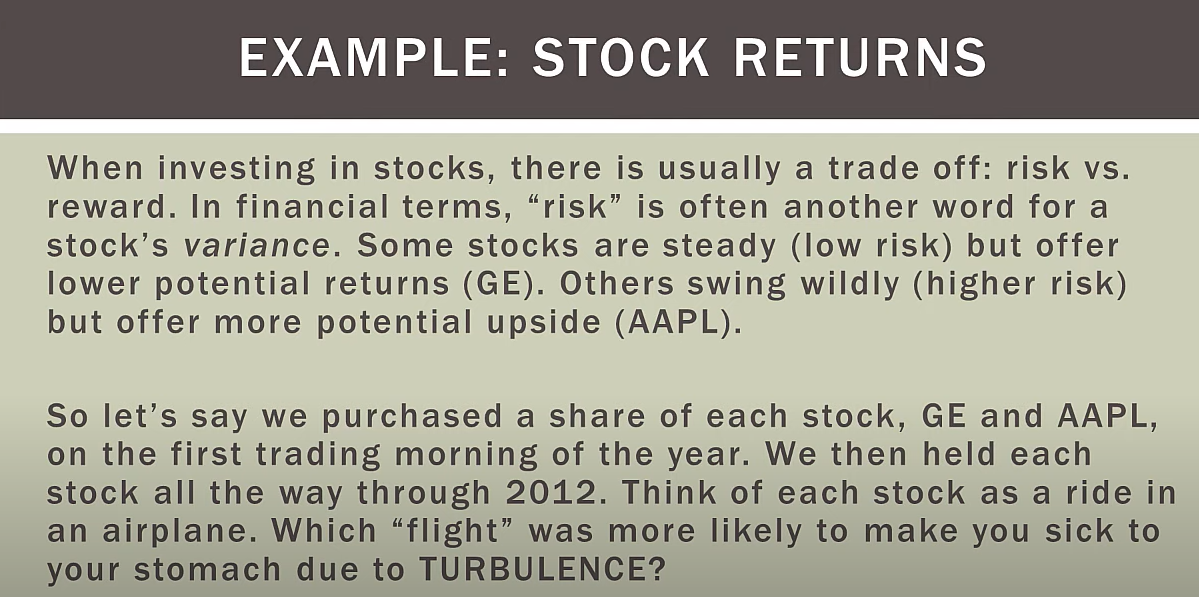 EXAMPLE: STOCK RETURNS
When investing in stocks, there is usually a trade off: risk vs.
reward. In financial terms, “risk” is often another word for a
stock’s variance. Some stocks are steady (low risk) but offer
lower potential returns (GE). Others swing wildly (higher risk)
but offer more potential upside (AAPL).
So let’s say we purchased a share of each stock, GE and AAPL,
on the first trading morning of the year. We then held each
stock all the way through 2012. Think of each stock as a ride in
an airplane. Which “flight” was more likely to make you sick to
your stomach due to TURBULENCE?